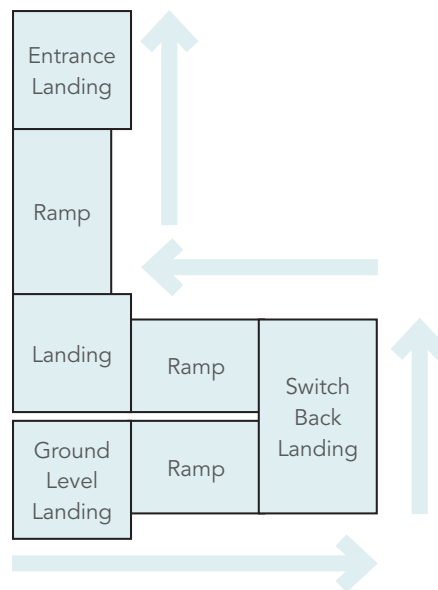 Entrance
Landing
Ramp
Landing
Ramp
Switch
Back
Landing
Ground
Level
Landing
Ramp